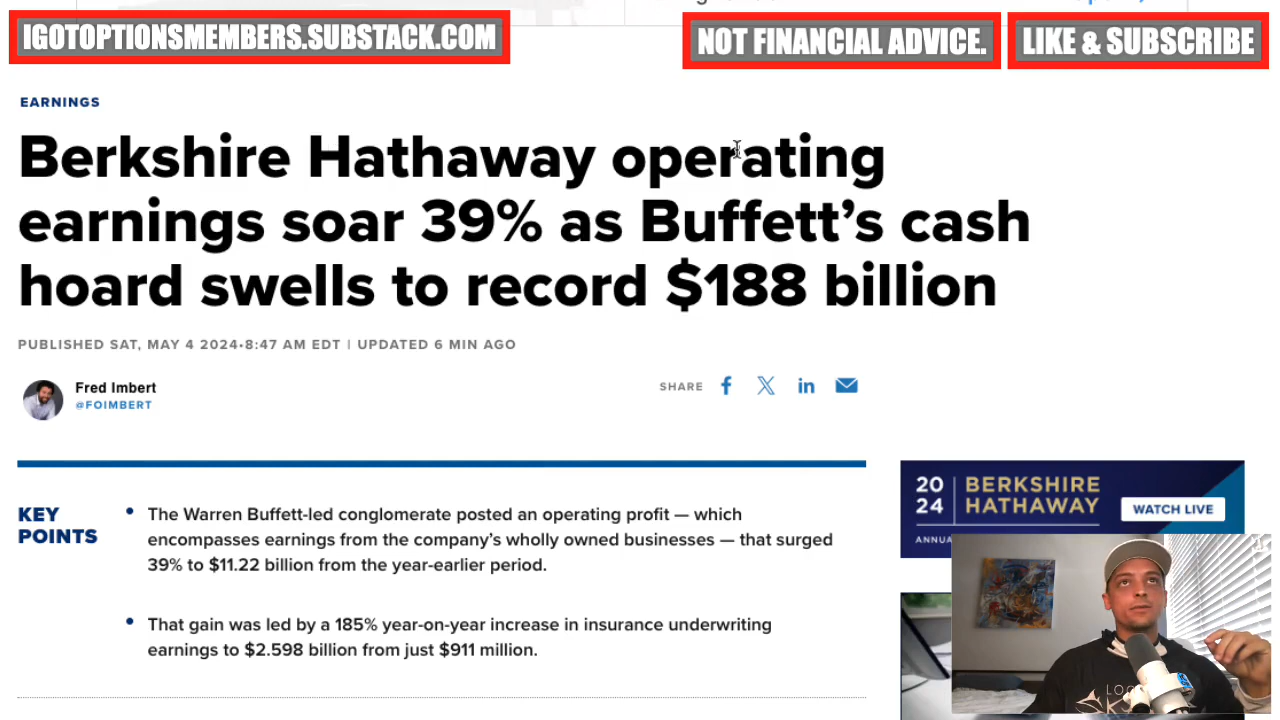 IGOTOPTIONSMEMBERS.SUBSTACK.COM
NOT FINANCIAL ADVICE.
LIKE & SUBSCRIBE
EARNINGS
Berkshire Hathaway operating
earnings soar 39% as Buffett’s cash
hoard swells to record $188 billion
PUBLISHED SAT, MAY 4 2024•8:47 AM EDT | UPDATED 6 MIN AGO
Fred Imbert
@FOIMBERT
SHARE
KEY
POINTS
The Warren Buffett-led conglomerate posted an operating profit — which
encompasses earnings from the company’s wholly owned businesses — that surged
39% to $11.22 billion from the year-earlier period.
That gain was led by a 185% year-on-year increase in insurance underwriting
earnings to $2.598 billion from just $911 million.
20
24
BERKSHIRE
HATHAWAY
WATCH LIVE